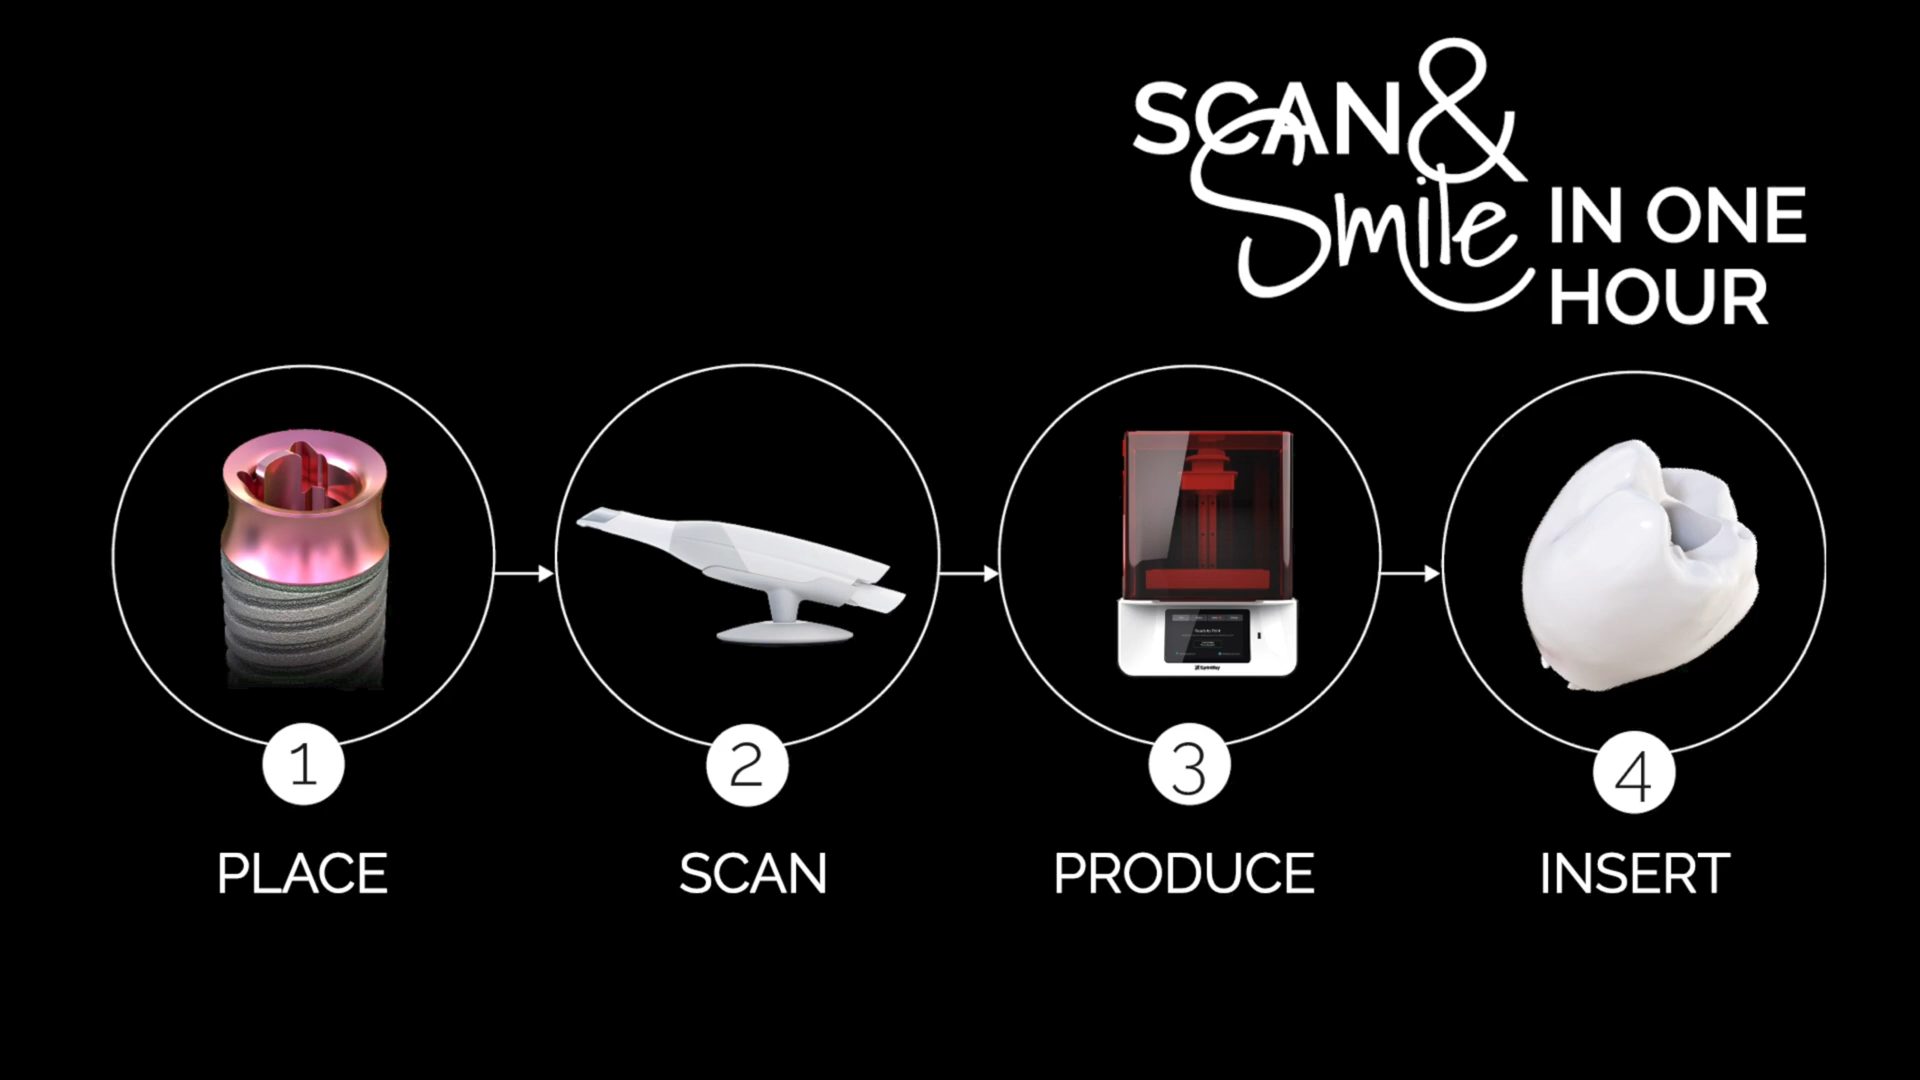 SCAN &
Smile IN ONE
HOUR
1
2
3
4
PLACE
SCAN
PRODUCE
INSERT